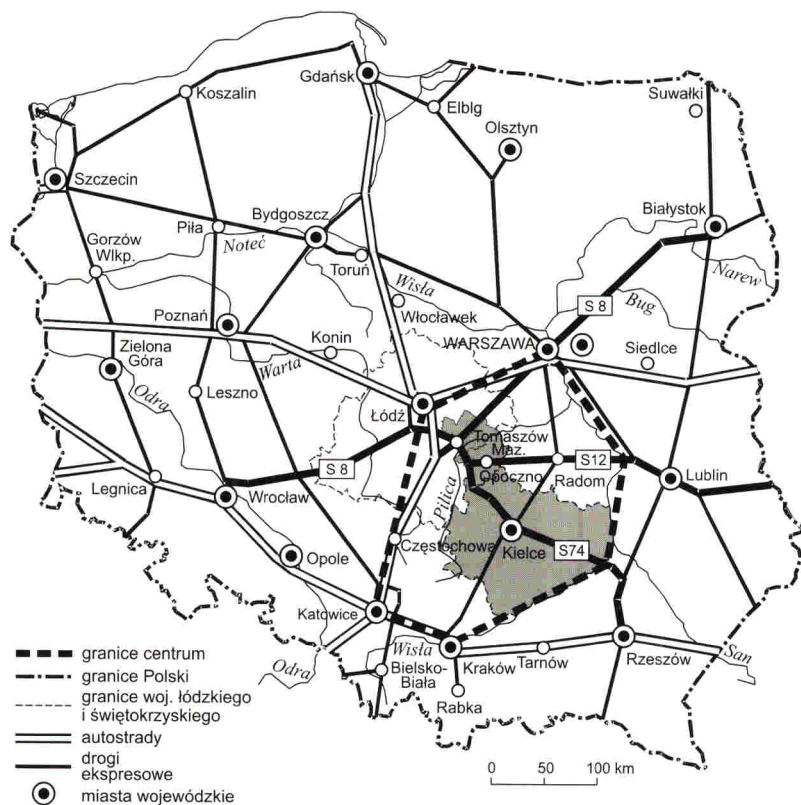 Gdańsk
Koszalin
Elblg
Suwałki
Olsztyn
Szczecin
Białystok
Bydgoszcz
Piła
Noteć
Gorzów
Wlkp.
Toruń
Narew
Wisła
S 8
Bug
Poznań
Włocławek
WARSZAWA
Konin
Siedlce
Zielona
Góra
Warta
Odra
Leszno
Łódź
Tomaszów
Maz.
S 8
S12
Opoczno
Radom
Lublin
Legnica
Wrocław
Pilica
Częstochowa
Kielce
S74
Opole
Katowice
Wisła
San
Odra
Bielsko-
Biała
Kraków
Tarnów
Rzeszów
Rabka
granice centrum
granice Polski
granice woj. łódzkiego
i świętokrzyskiego
autostrady
drogi
ekspresowe
miasta wojewódzkie
0 50 100 km